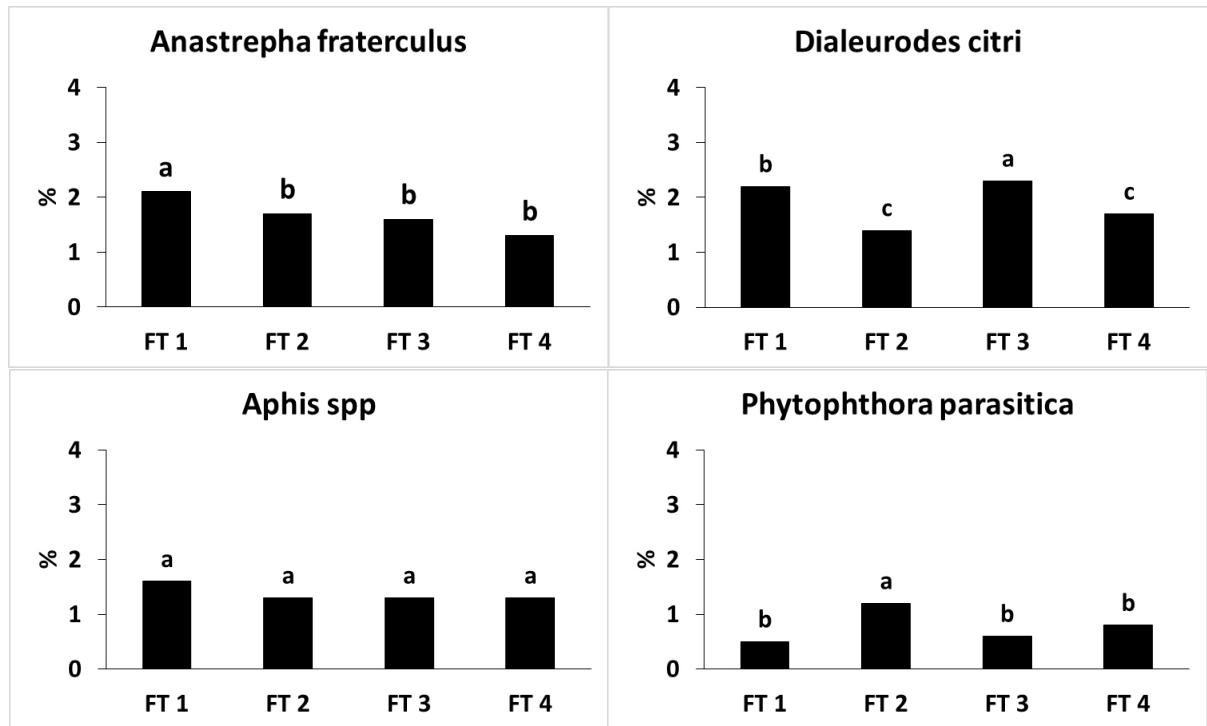 Anastrepha fraterculus
%
4
3
2
1
0
a
b
b
b
FT 1 FT 2 FT 3 FT 4
Dialeurodes citri
%
4
3
2
1
0
b
c
a
c
FT 1 FT 2 FT 3 FT 4
Aphis spp
%
4
3
2
1
0
a
a
a
a
FT 1 FT 2 FT 3 FT 4
Phytophthora parasitica
%
4
3
2
1
0
b
a
b
b
FT 1 FT 2 FT 3 FT 4